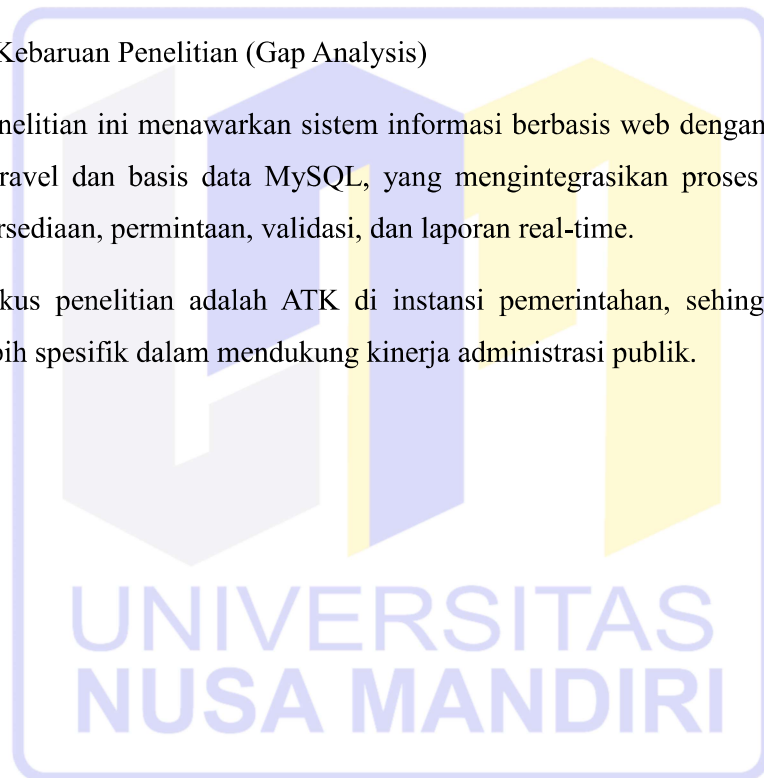 Kebaruan Penelitian (Gap Analysis)
nelitian ini menawarkan sistem informasi berbasis web dengan
ravel dan basis data MySQL, yang mengintegrasikan proses
rsediaan, permintaan, validasi, dan laporan real-time.
kus penelitian adalah ATK di instansi pemerintahan, sehing
bih spesifik dalam mendukung kinerja administrasi publik.
UNIVERSITAS
NUSA MANDIRI